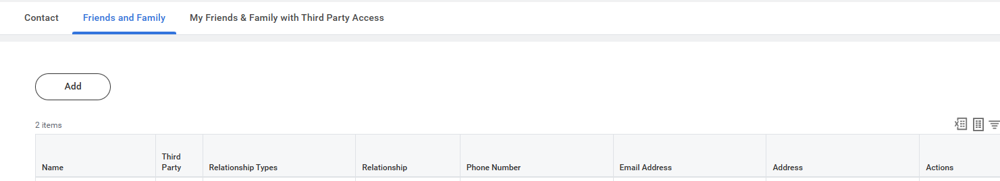 Contact Friends and Family My Friends & Family with Third Party Access
Add
2 items
Name Third Party Relationship Types Relationship Phone Number Email Address Address Actions